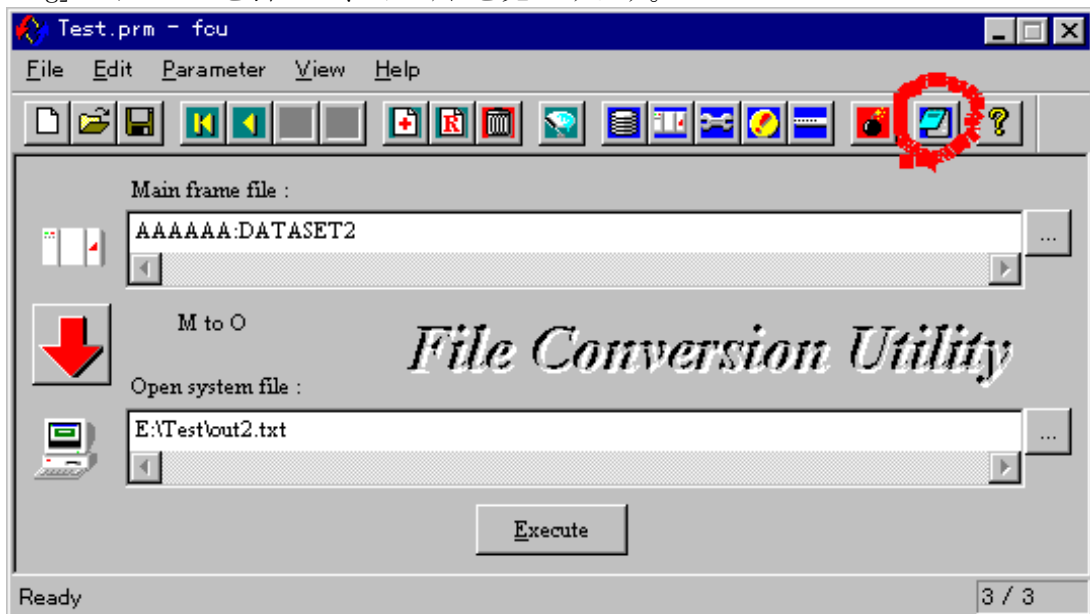 Test.prm - fcu
File Edit Parameter View Help
Main frame file :
AAAAAA:DATASET2
...
M to O
File Conversion Utility
Open system file :
E:\Test\out2.txt
...
Execute
Ready
3 / 3